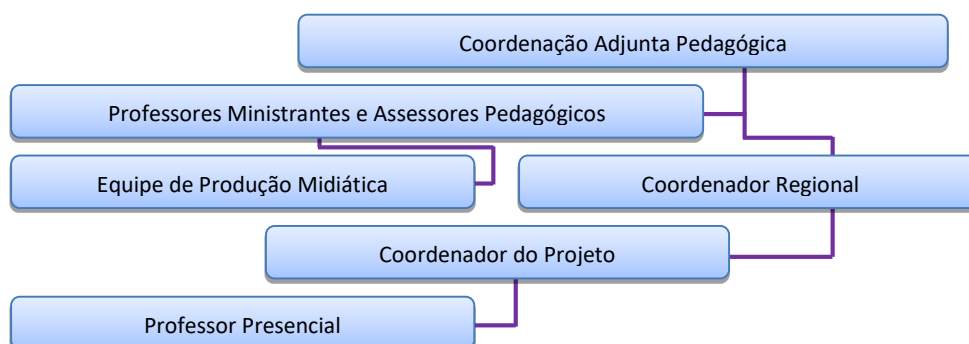 Coordenação Adjunta Pedagógica
Professores Ministrantes e Assessores Pedagógicos
Equipe de Produção Midiática
Coordenador Regional
Coordenador do Projeto
Professor Presencial